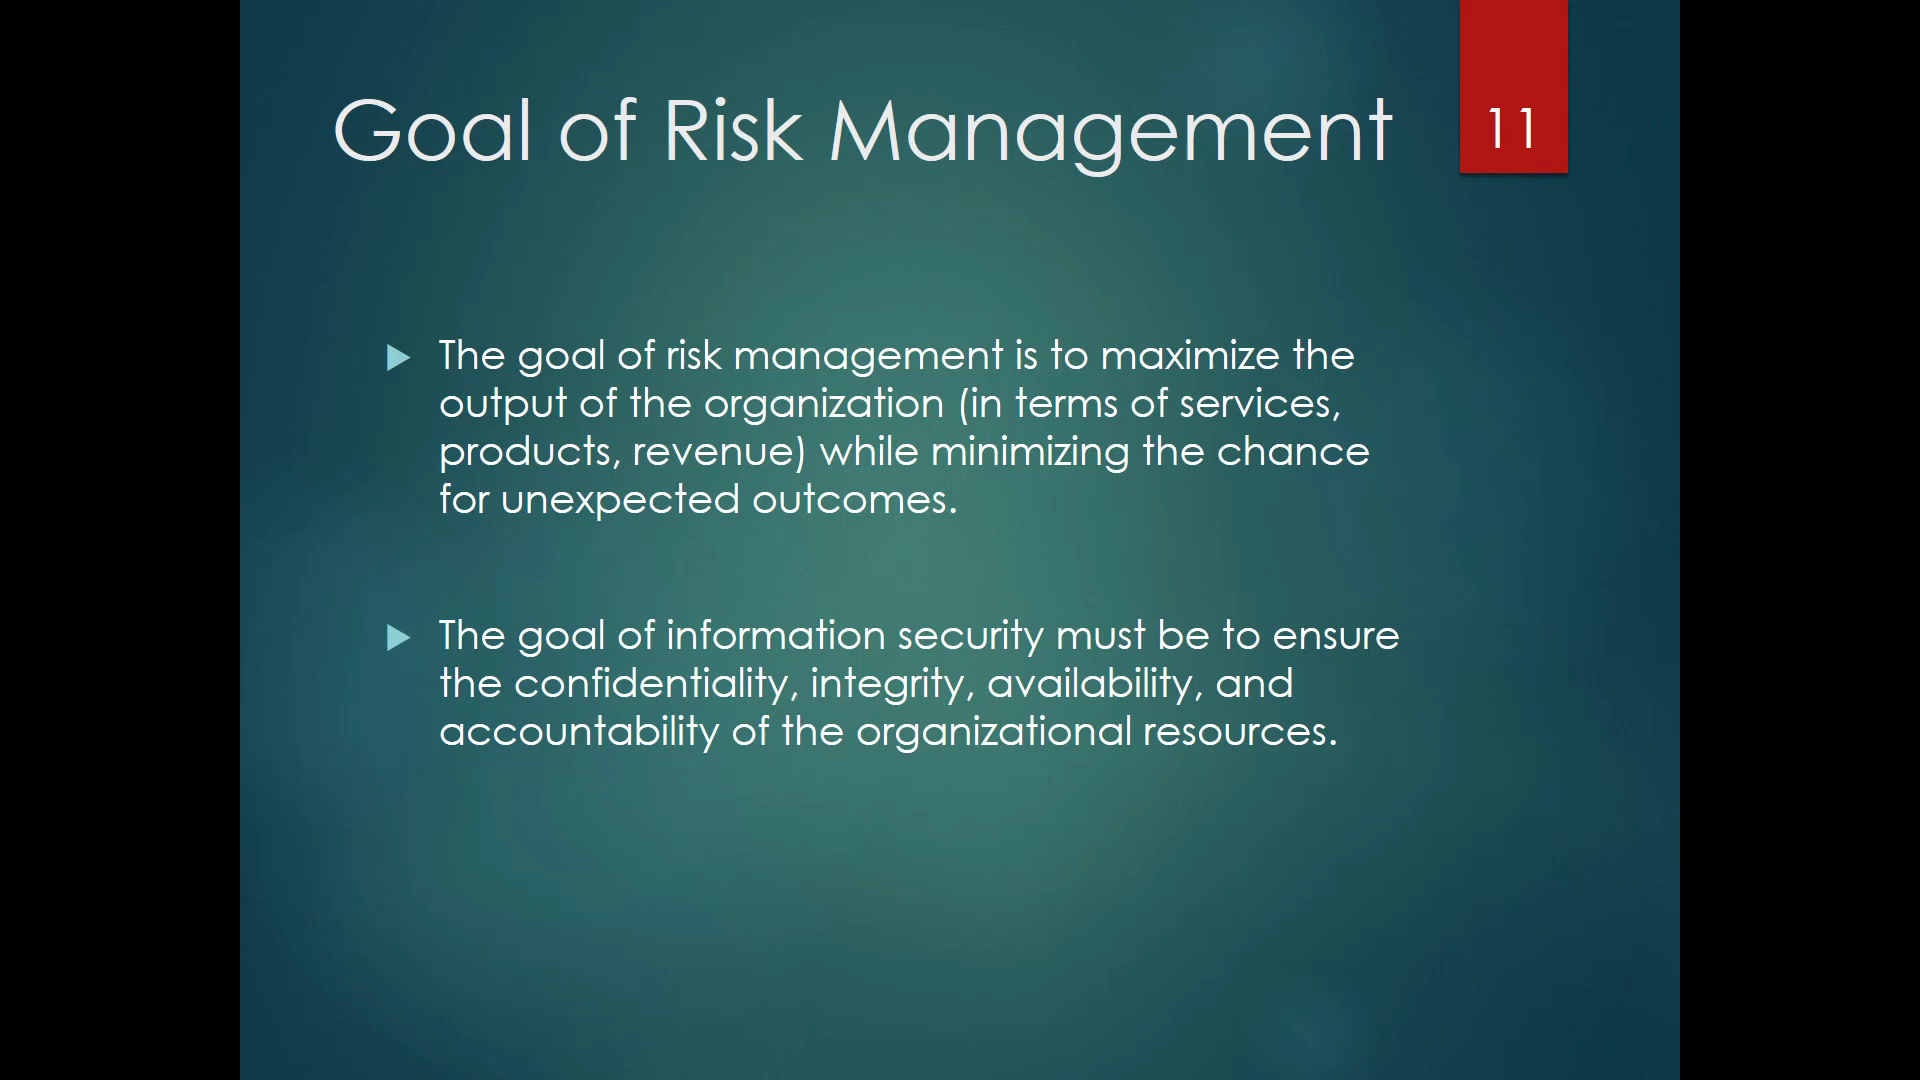 Goal of Risk Management
11
The goal of risk management is to maximize the
output of the organization (in terms of services,
products, revenue) while minimizing the chance
for unexpected outcomes.
The goal of information security must be to ensure
the confidentiality, integrity, availability, and
accountability of the organizational resources.